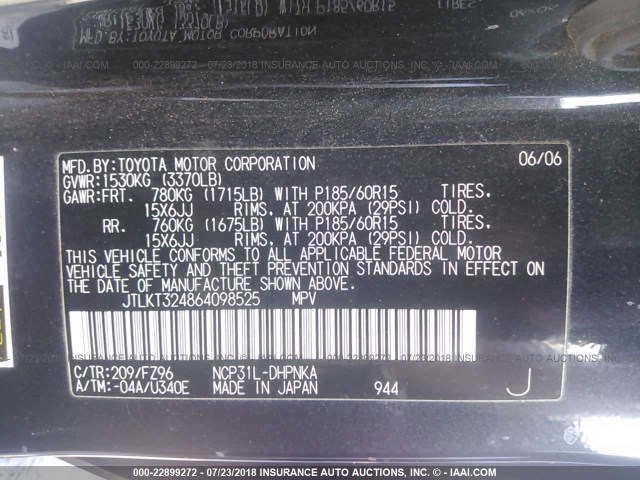 MFD.BY:TOYOTA MOTOR CORPORATION 06/06
GVWR:1530KG (3370LB)
GAWR:FRT. 780KG (1715LB) WITH P185/60R15 TIRES.
15X6JJ RIMS, AT 200KPA (29PSI) COLD.
RR. 760KG (1675LB) WITH P185/60R15 TIRES,
15X6JJ RIMS, AT 200KPA (29PSI) COLD.
THIS VEHICLE CONFORMS TO ALL APPLICABLE FEDERAL MOTOR
VEHICLE SAFETY AND THEFT PREVENTION STANDARDS IN EFFECT ON
THE DATE OF MANUFACTURE SHOWN ABOVE.
JTLKT324864098525 MPV
C/TR:209/FZ96 NCP31L-DHPNKA
A/TM:-04A/U340E MADE IN JAPAN 944 J
000-22899272 - 07/23/2018 - INSURANCE AUTO AUCTIONS, INC. - © - IAAI.COM